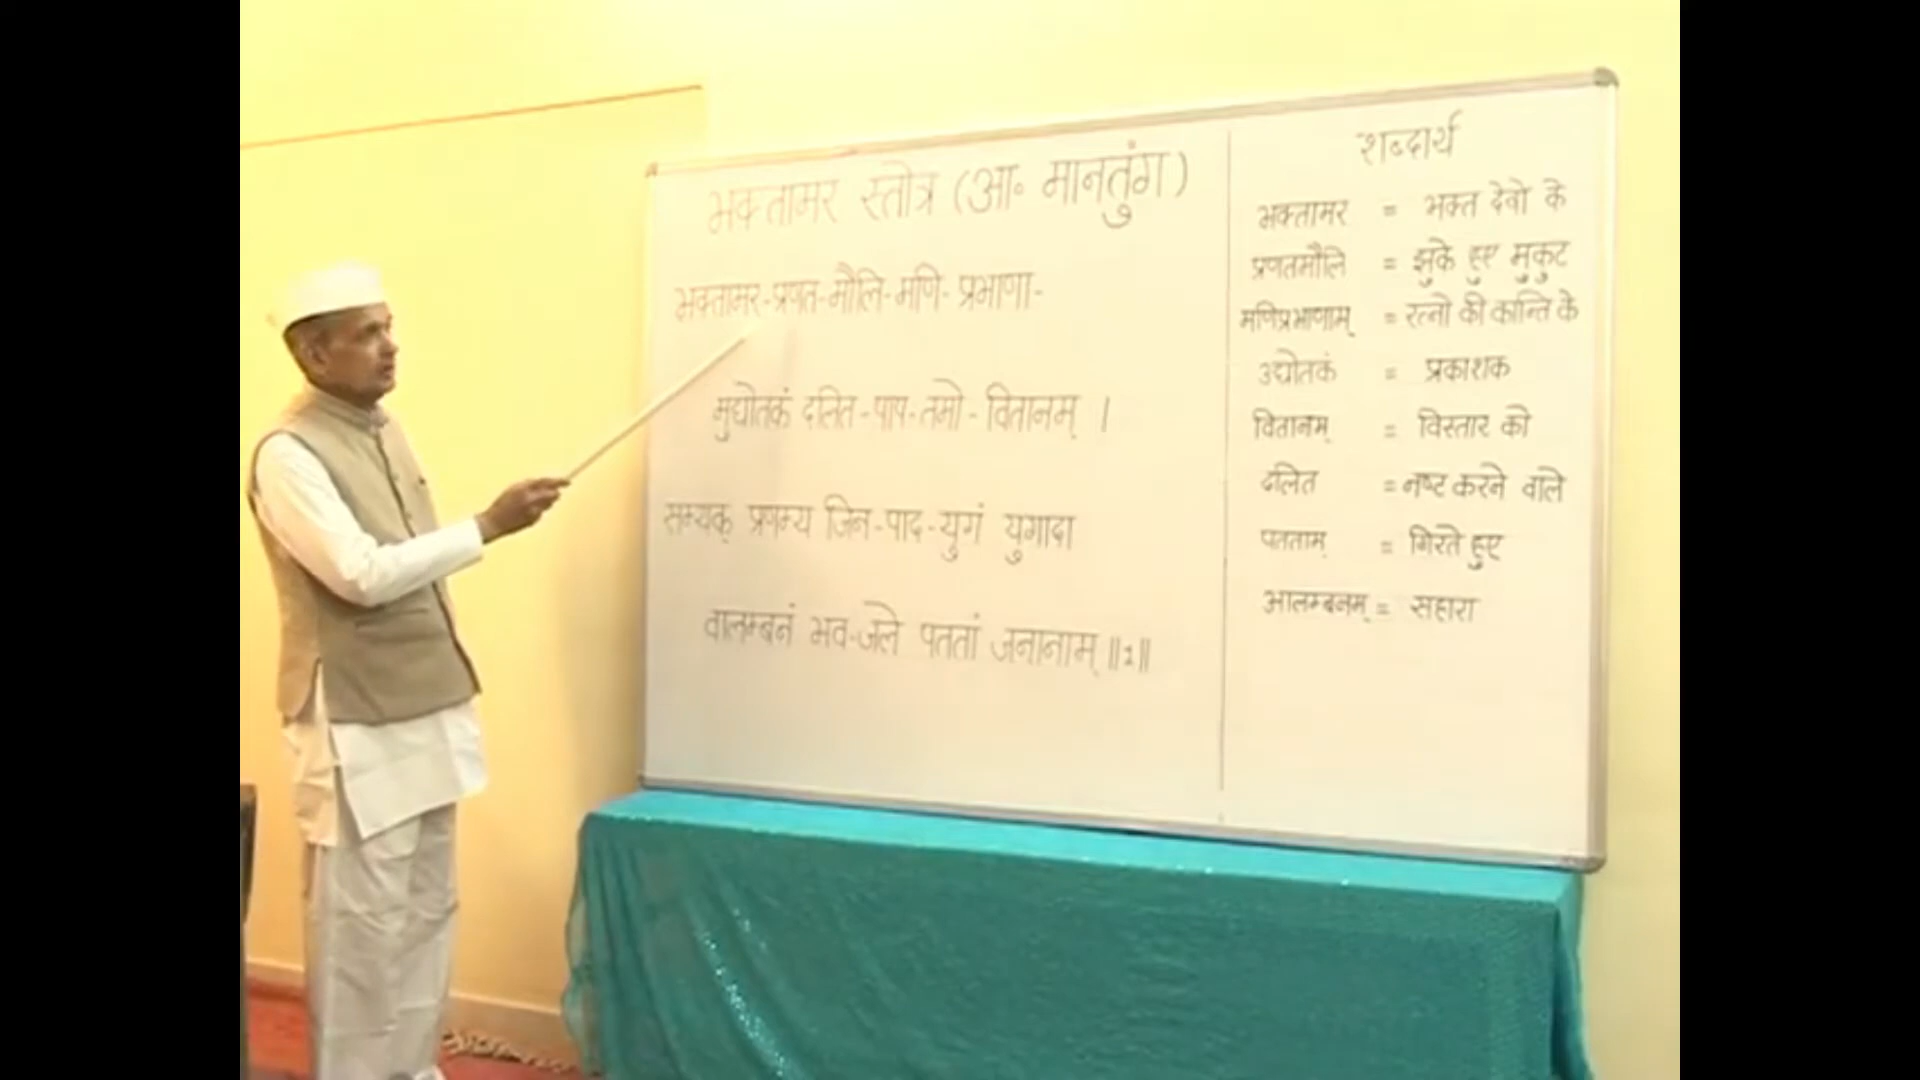 भक्तामर स्तोत्र (आ॰ मानतुंग)
भक्तामर-प्रणत-मौलि-मणि-प्रभाणा-
मुद्योतकं दलित-पाप-तमो-वितानम् ।
सम्यक् प्रणम्य जिन-पाद-युगं युगादा
वालम्बनं भव-जले पततां जनानाम् ॥1॥
शब्दार्थ
भक्तामर = भक्त देवो के
प्रणतमौलि = झुके हुए मुकुट
मणिप्रभाणाम् = रत्नो की कान्ति के
उद्योतकं = प्रकाशक
वितानम् = विस्तार को
दलित = नष्ट करने वाले
पतताम् = गिरते हुए
आलम्बनम् = सहारा